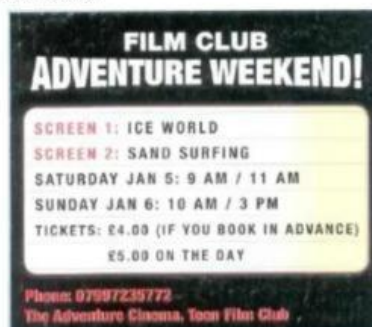 FILM CLUB
ADVENTURE WEEKEND!
SCREEN 1: ICE WORLD
SCREEN 2: SAND SURFING
SATURDAY JAN 5: 9 AM / 11 AM
SUNDAY JAN 6: 10 AM / 3 PM
TICKETS: £4.00 (IF YOU BOOK IN ADVANCE)
£5.00 ON THE DAY
Phone: 07997235772
The Adventure Cinema, Teen Film Club